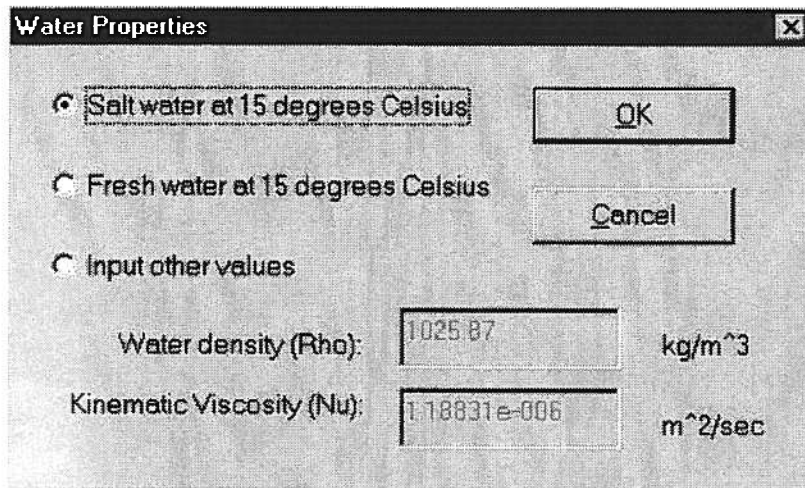 Water Properties
Salt water at 15 degrees Celsius
OK
Fresh water at 15 degrees Celsius
Cancel
Input other values
Water density (Rho):
1025.87
kg/m^3
Kinematic Viscosity (Nu):
1.18831e-006
m^2/sec